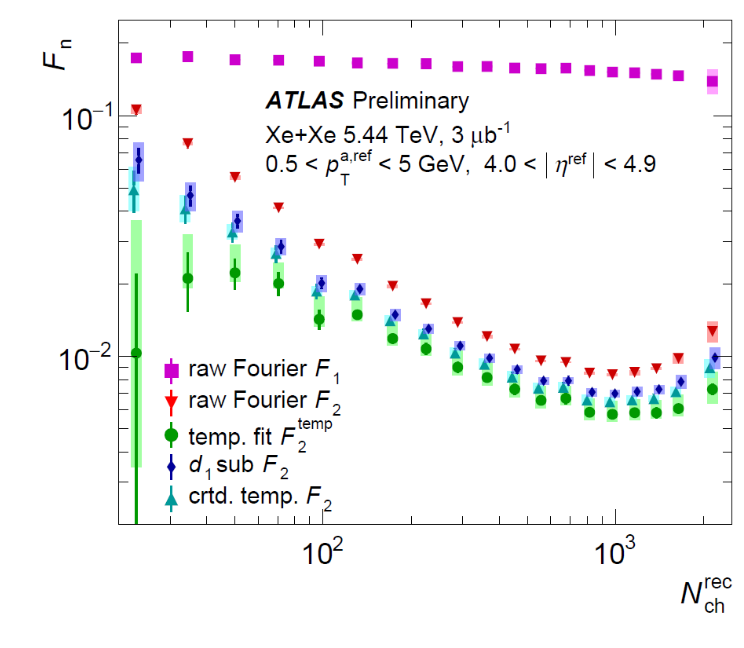 F_n
ATLAS Preliminary
Xe+Xe 5.44 TeV, 3 μb^-1
0.5 < p_T^a,ref < 5 GeV, 4.0 < | η^ref | < 4.9
10^−1
10^−2
raw Fourier F_1
raw Fourier F_2
temp. fit F_2^temp
d_1 sub F_2
crtd. temp. F_2
10^2
10^3
N_ch^rec